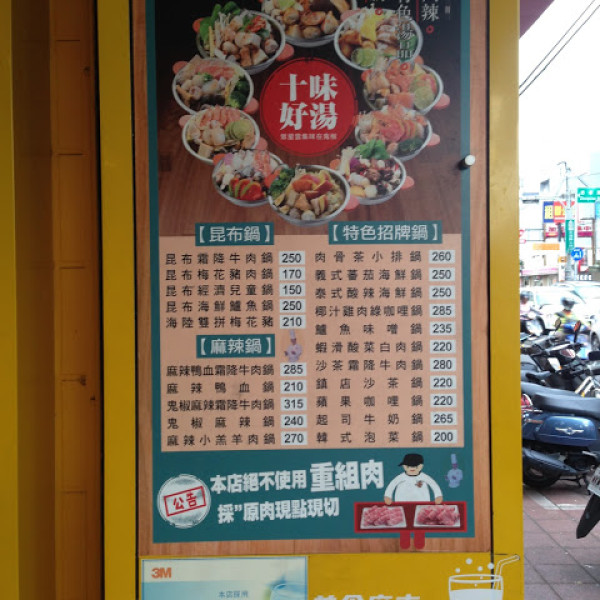 辣
十味
好湯
【昆布鍋】
昆布霜降牛肉鍋 250
昆布梅花豬肉鍋 170
昆布經濟兒童鍋 150
昆布海鮮鱸魚鍋 250
海陸雙拼梅花豬 210
【麻辣鍋】
麻辣鴨血霜降牛肉鍋 285
麻辣鴨血鍋 210
鬼椒麻辣霜降牛肉鍋 315
鬼椒麻辣鍋 240
麻辣小羔羊肉鍋 270
【特色招牌鍋】
肉骨茶小排鍋 260
義式蕃茄海鮮鍋 250
泰式酸辣海鮮鍋 250
椰汁雞肉綠咖哩鍋 285
鱸魚味噌鍋 235
蝦滑酸菜白肉鍋 220
沙茶霜降牛肉鍋 280
鎮店沙茶鍋 220
蘋果咖哩鍋 220
起司牛奶鍋 265
韓式泡菜鍋 200
公告
本店絕不使用 重組肉
採"原肉現點現切
3M
本店選用